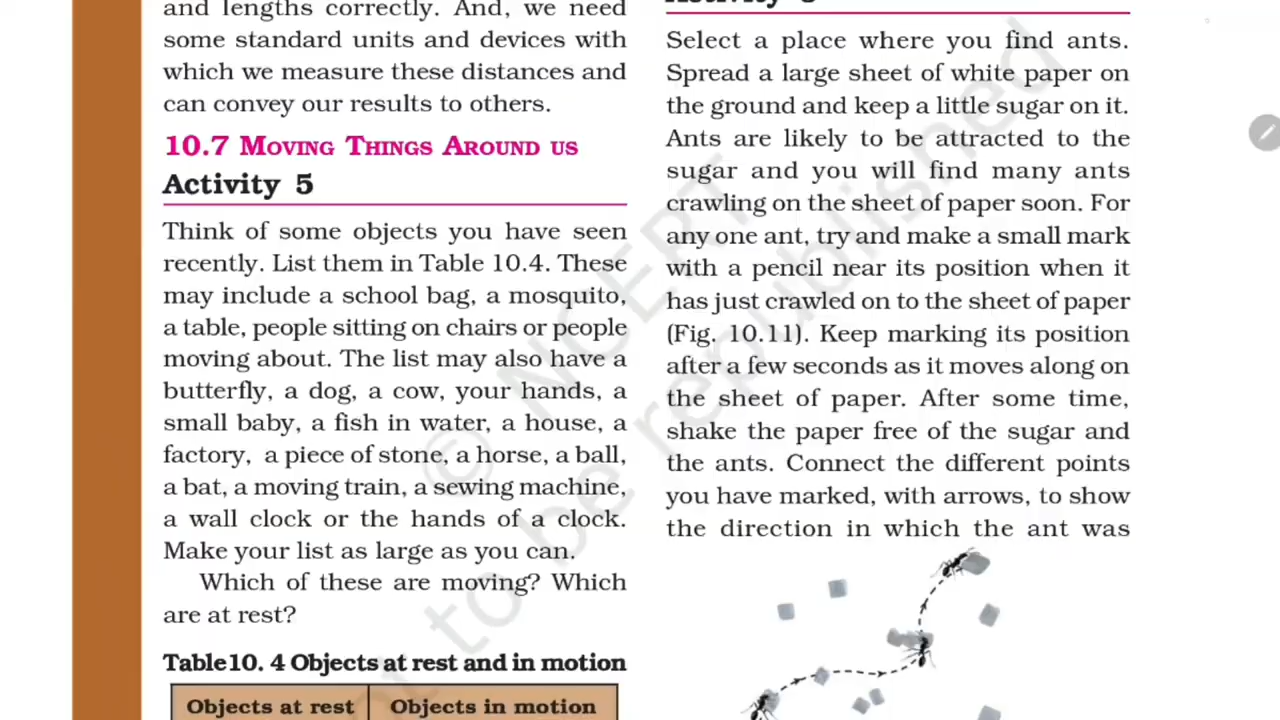 and lengths correctly. And, we need
some standard units and devices with
which we measure these distances and
can convey our results to others.
10.7 MOVING THINGS AROUND US
Activity 5
Think of some objects you have seen
recently. List them in Table 10.4. These
may include a school bag, a mosquito,
a table, people sitting on chairs or people
moving about. The list may also have a
butterfly, a dog, a cow, your hands, a
small baby, a fish in water, a house, a
factory, a piece of stone, a horse, a ball,
a bat, a moving train, a sewing machine,
a wall clock or the hands of a clock.
Make your list as large as you can.
Which of these are moving? Which
are at rest?
Table10. 4 Objects at rest and in motion
Objects at rest
Objects in motion
Select a place where you find ants.
Spread a large sheet of white paper on
the ground and keep a little sugar on it.
Ants are likely to be attracted to the
sugar and you will find many ants
crawling on the sheet of paper soon. For
any one ant, try and make a small mark
with a pencil near its position when it
has just crawled on to the sheet of paper
(Fig. 10.11). Keep marking its position
after a few seconds as it moves along on
the sheet of paper. After some time,
shake the paper free of the sugar and
the ants. Connect the different points
you have marked, with arrows, to show
the direction in which the ant was
© NCERT
not to be republished